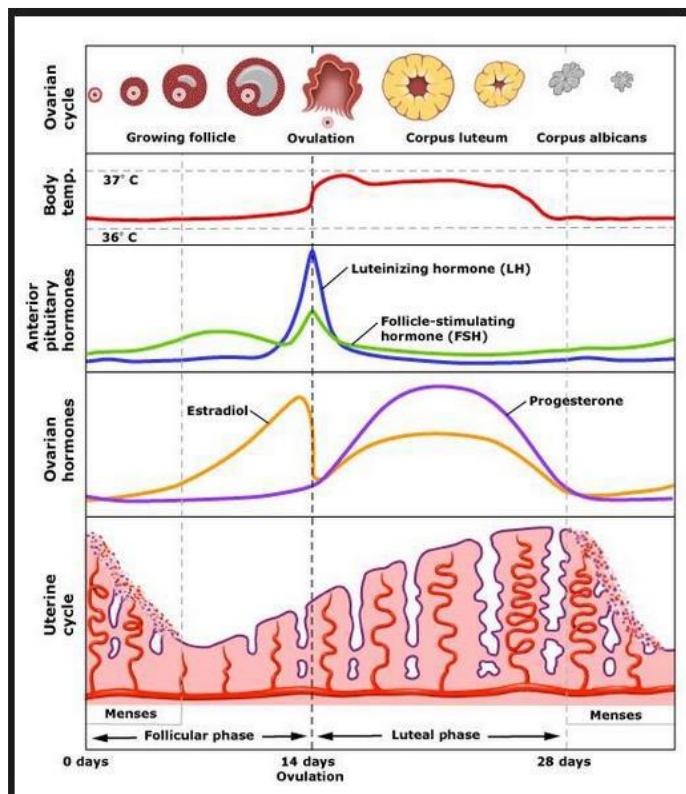 Ovarian
cycle
Growing follicle
Ovulation
Corpus luteum
Corpus albicans
Body
temp.
37° C
36° C
Anterior
pituitary
hormones
Luteinizing hormone (LH)
Follicle-stimulating
hormone (FSH)
Ovarian
hormones
Estradiol
Progesterone
Uterine
cycle
Menses
Menses
Follicular phase
Luteal phase
0 days
14 days
Ovulation
28 days